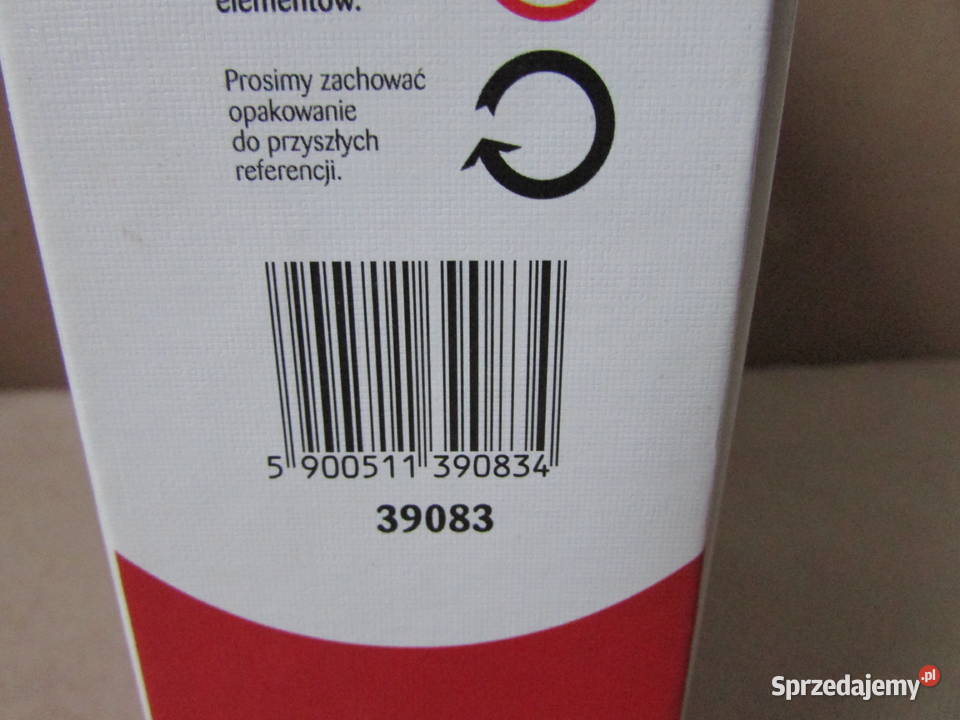 elementów.
Prosimy zachować
opakowanie
do przyszłych
referencji.
5 900511 390834
39083
Sprzedajemy.pl